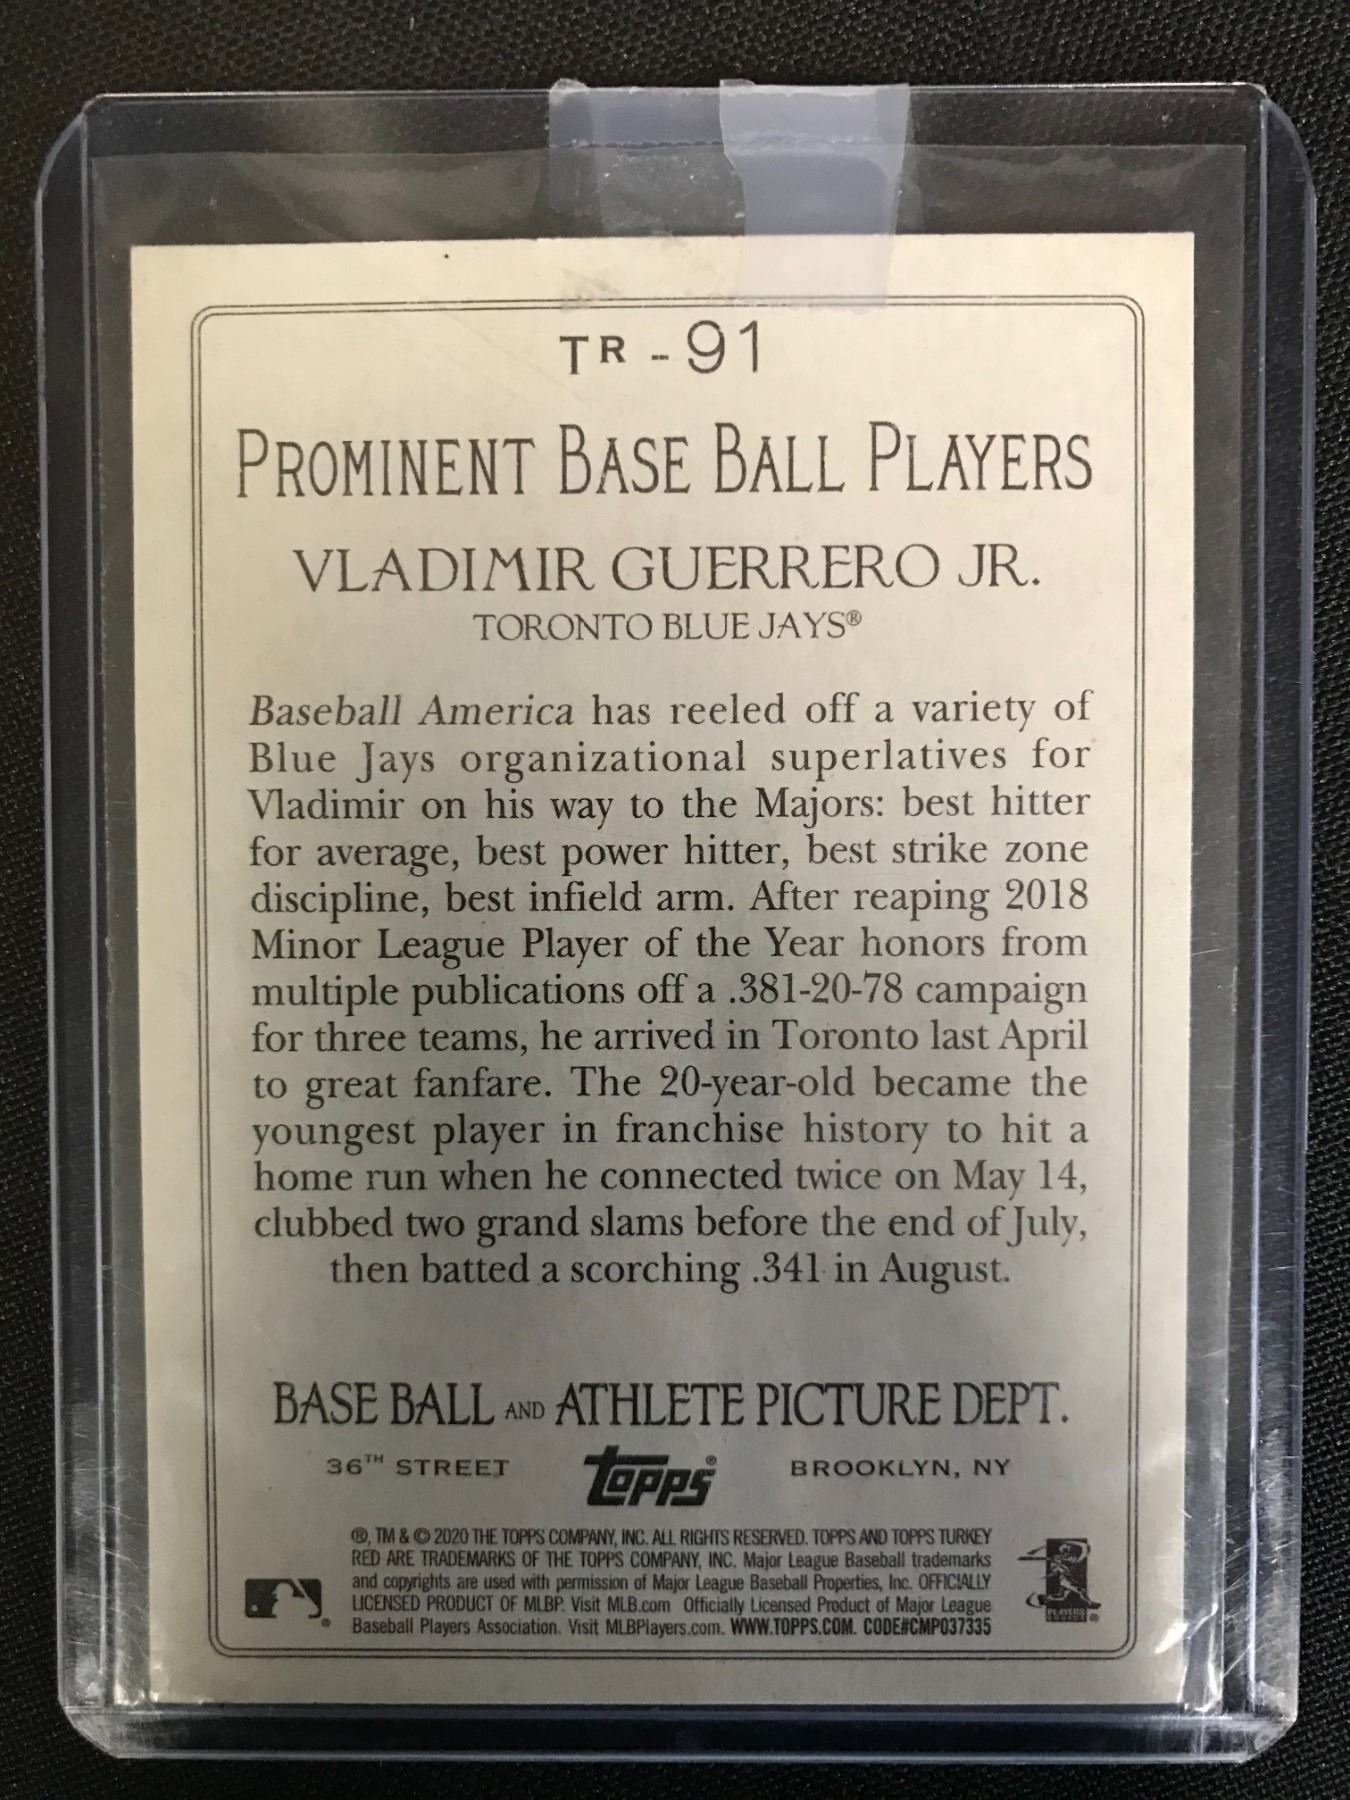 TR - 91
PROMINENT BASE BALL PLAYERS
VLADIMIR GUERRERO JR.
TORONTO BLUE JAYS®
Baseball America has reeled off a variety of
Blue Jays organizational superlatives for
Vladimir on his way to the Majors: best hitter
for average, best power hitter, best strike zone
discipline, best infield arm. After reaping 2018
Minor League Player of the Year honors from
multiple publications off a .381-20-78 campaign
for three teams, he arrived in Toronto last April
to great fanfare. The 20-year-old became the
youngest player in franchise history to hit a
home run when he connected twice on May 14,
clubbed two grand slams before the end of July,
then batted a scorching .341 in August.
BASE BALL AND ATHLETE PICTURE DEPT.
36TH STREET topps® BROOKLYN, NY
®, TM & © 2020 THE TOPPS COMPANY, INC. ALL RIGHTS RESERVED. TOPPS AND TOPPS TURKEY
RED ARE TRADEMARKS OF THE TOPPS COMPANY, INC. Major League Baseball trademarks
and copyrights are used with permission of Major League Baseball Properties, Inc. OFFICIALLY
LICENSED PRODUCT OF MLBP. Visit MLB.com Officially Licensed Product of Major League
Baseball Players Association. Visit MLBPlayers.com. WWW.TOPPS.COM. CODE#CMP037335
PLAYERS